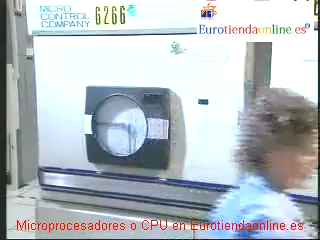 MICRO
CONTROL
COMPANY
6266
Eurotiendaonline.es
Microprocesadores o CPU en Eurotiendaonline.es